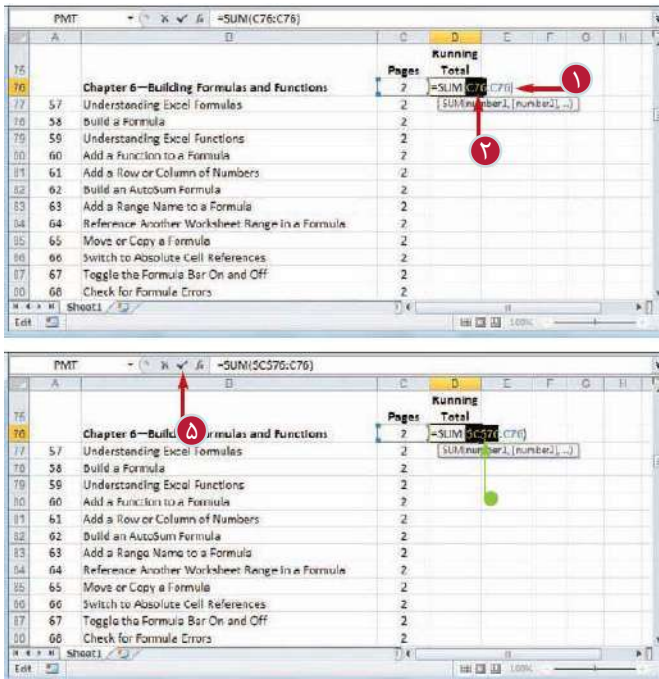 PMT =SUM(C76:C76)
A B C D E F G H
Running
75 Pages Total
76 Chapter 6—Building Formulas and Functions 2 =SUM(C76:C76)
۱
77 57 Understanding Excel Formulas 2 SUM(number1, [number2], ...)
78 58 Build a Formula 2
۲
79 59 Understanding Excel Functions 2
80 60 Add a Function to a Formula 2
81 61 Add a Row or Column of Numbers 2
82 62 Build an AutoSum Formula 2
83 63 Add a Range Name to a Formula 2
84 64 Reference Another Worksheet Range in a Formula 2
85 65 Move or Copy a Formula 2
86 66 Switch to Absolute Cell References 2
87 67 Toggle the Formula Bar On and Off 2
88 68 Check for Formula Errors 2
Sheet1
Edit 100%
PMT =SUM($C$76:C76)
A B C D E F G H
Running
75 Pages Total
76 Chapter 6—Build ۵ rmulas and Functions 2 =SUM($C$76:C76)
77 57 Understanding Excel Formulas 2 SUM(number1, [number2], ...)
78 58 Build a Formula 2
79 59 Understanding Excel Functions 2
80 60 Add a Function to a Formula 2
81 61 Add a Row or Column of Numbers 2
82 62 Build an AutoSum Formula 2
83 63 Add a Range Name to a Formula 2
84 64 Reference Another Worksheet Range in a Formula 2
85 65 Move or Copy a Formula 2
86 66 Switch to Absolute Cell References 2
87 67 Toggle the Formula Bar On and Off 2
88 68 Check for Formula Errors 2
Sheet1
Edit 100%